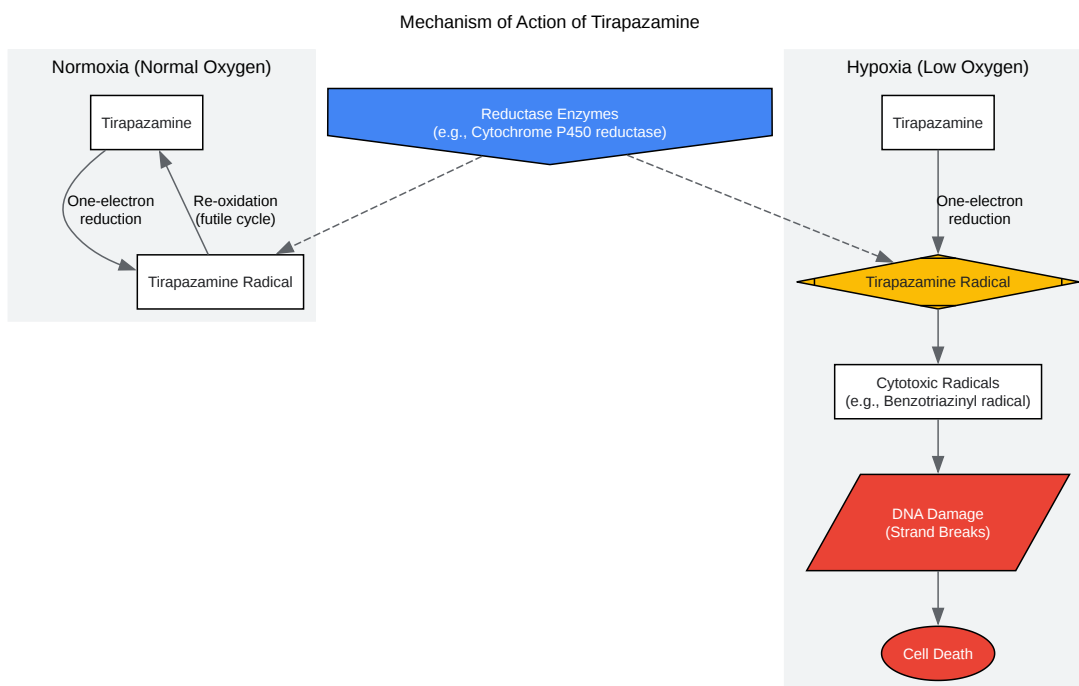 Mechanism of Action of Tirapazamine
Normoxia (Normal Oxygen)
Tirapazamine
One-electron
reduction
Re-oxidation
(futile cycle)
Tirapazamine Radical
Reductase Enzymes
(e.g., Cytochrome P450 reductase)
Hypoxia (Low Oxygen)
Tirapazamine
One-electron
reduction
Tirapazamine Radical
Cytotoxic Radicals
(e.g., Benzotriazinyl radical)
DNA Damage
(Strand Breaks)
Cell Death